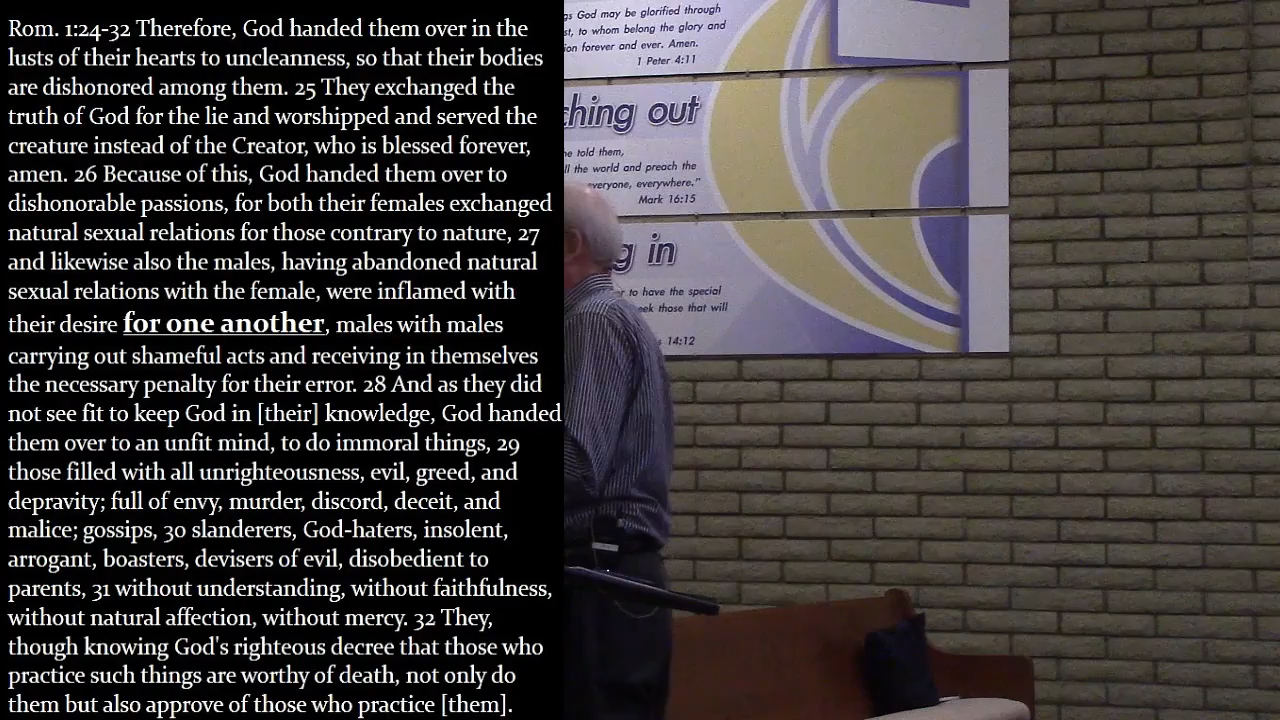 Rom. 1:24-32 Therefore, God handed them over in the
lusts of their hearts to uncleanness, so that their bodies
are dishonored among them. 25 They exchanged the
truth of God for the lie and worshipped and served the
creature instead of the Creator, who is blessed forever,
amen. 26 Because of this, God handed them over to
dishonorable passions, for both their females exchanged
natural sexual relations for those contrary to nature, 27
and likewise also the males, having abandoned natural
sexual relations with the female, were inflamed with
their desire for one another, males with males
carrying out shameful acts and receiving in themselves
the necessary penalty for their error. 28 And as they did
not see fit to keep God in [their] knowledge, God handed
them over to an unfit mind, to do immoral things, 29
those filled with all unrighteousness, evil, greed, and
depravity; full of envy, murder, discord, deceit, and
malice; gossips, 30 slanderers, God-haters, insolent,
arrogant, boasters, devisers of evil, disobedient to
parents, 31 without understanding, without faithfulness,
without natural affection, without mercy. 32 They,
though knowing God's righteous decree that those who
practice such things are worthy of death, not only do
them but also approve of those who practice [them].
gs God may be glorified through
st, to whom belong the glory and
ion forever and ever. Amen.
1 Peter 4:11
ching out
he told them,
ll the world and preach the
everyone, everywhere."
Mark 16:15
g in
er to have the special
eek those that will
14:12